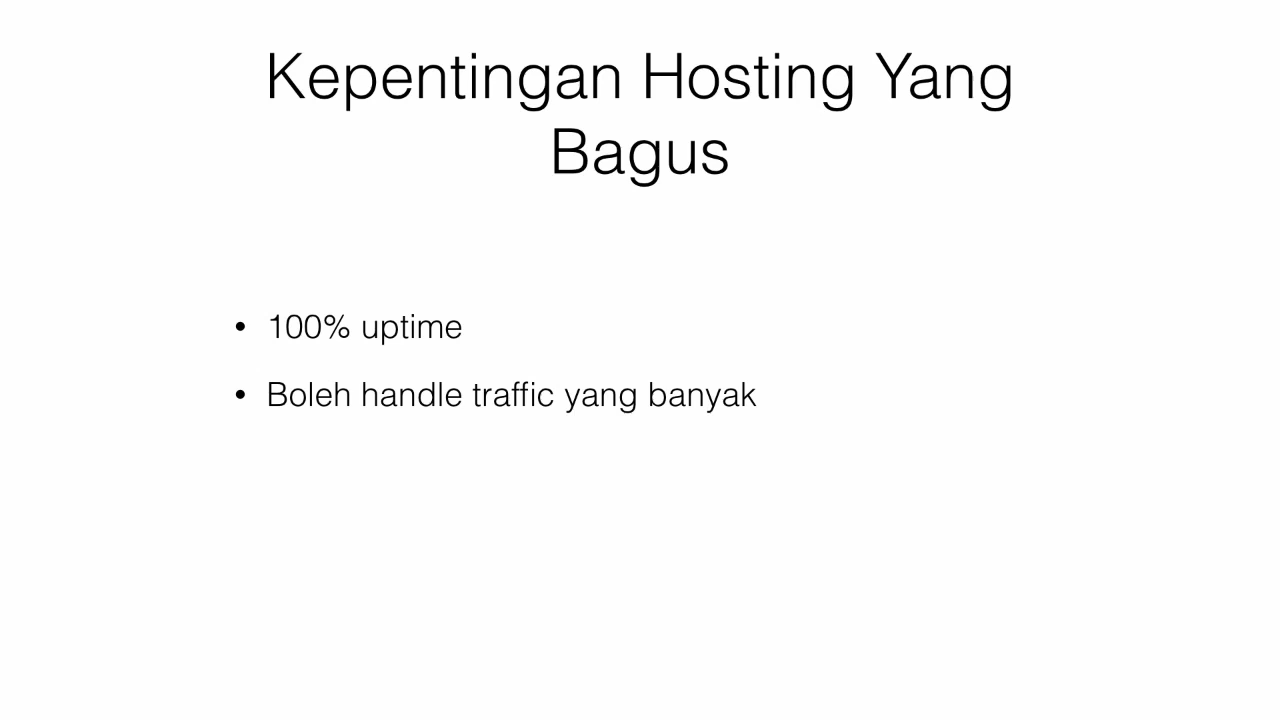 Kepentingan Hosting Yang
Bagus
• 100% uptime
• Boleh handle traffic yang banyak